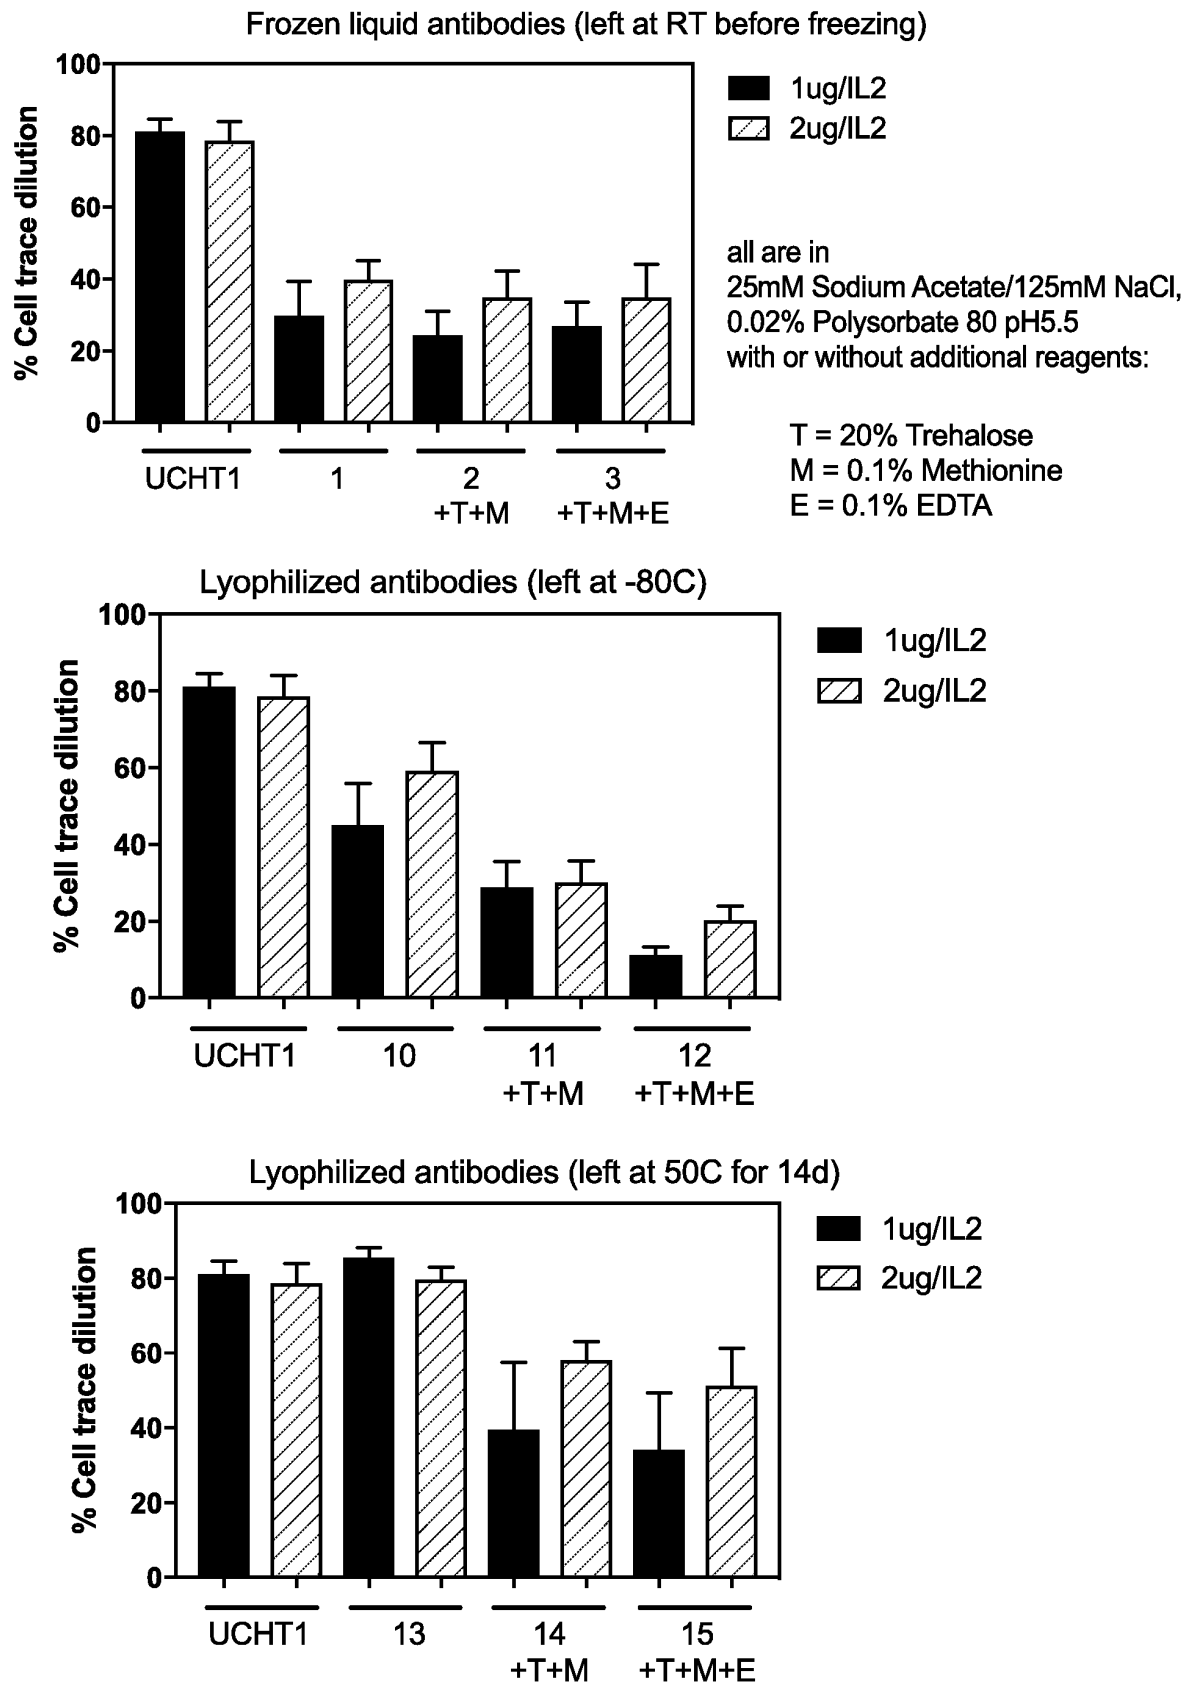 Frozen liquid antibodies (left at RT before freezing)
% Cell trace dilution
100
80
60
40
20
0
UCHT1 1 2 3
+T+M +T+M+E
1ug/IL2
2ug/IL2
all are in
25mM Sodium Acetate/125mM NaCl,
0.02% Polysorbate 80 pH5.5
with or without additional reagents:
T = 20% Trehalose
M = 0.1% Methionine
E = 0.1% EDTA
Lyophilized antibodies (left at -80C)
% Cell trace dilution
100
80
60
40
20
0
UCHT1 10 11 12
+T+M +T+M+E
1ug/IL2
2ug/IL2
Lyophilized antibodies (left at 50C for 14d)
% Cell trace dilution
100
80
60
40
20
0
UCHT1 13 14 15
+T+M +T+M+E
1ug/IL2
2ug/IL2